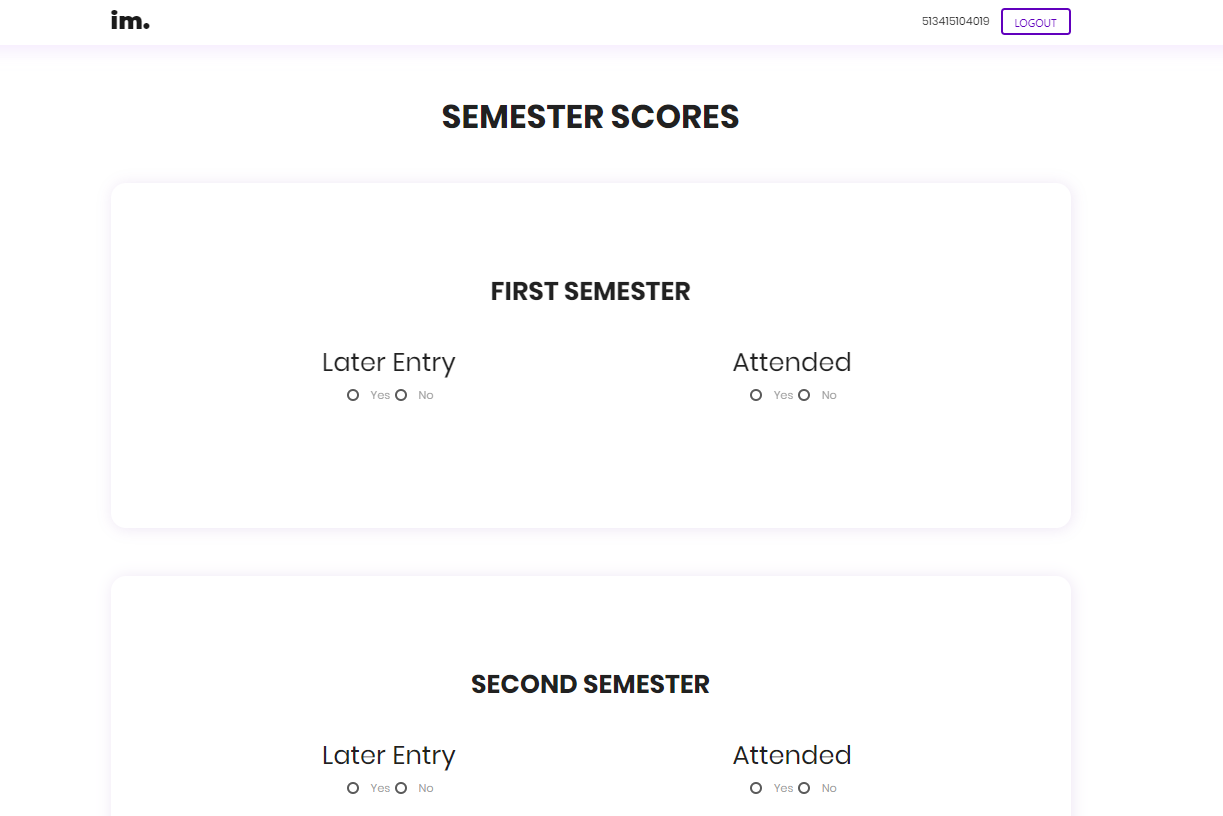 im.
513415104019 LOGOUT
SEMESTER SCORES
FIRST SEMESTER
Later Entry Attended
Yes No Yes No
SECOND SEMESTER
Later Entry Attended
Yes No Yes No